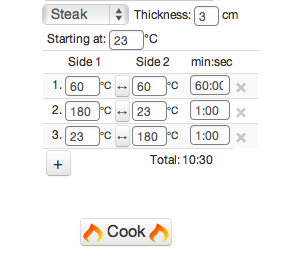 Steak Thickness: 3 cm
Starting at: 23 °C
Side 1 Side 2 min:sec
1. 60 °C ↔ 60 °C 60:00
2. 180 °C ↔ 23 °C 1:00
3. 23 °C ↔ 180 °C 1:00
+ Total: 10:30
Cook